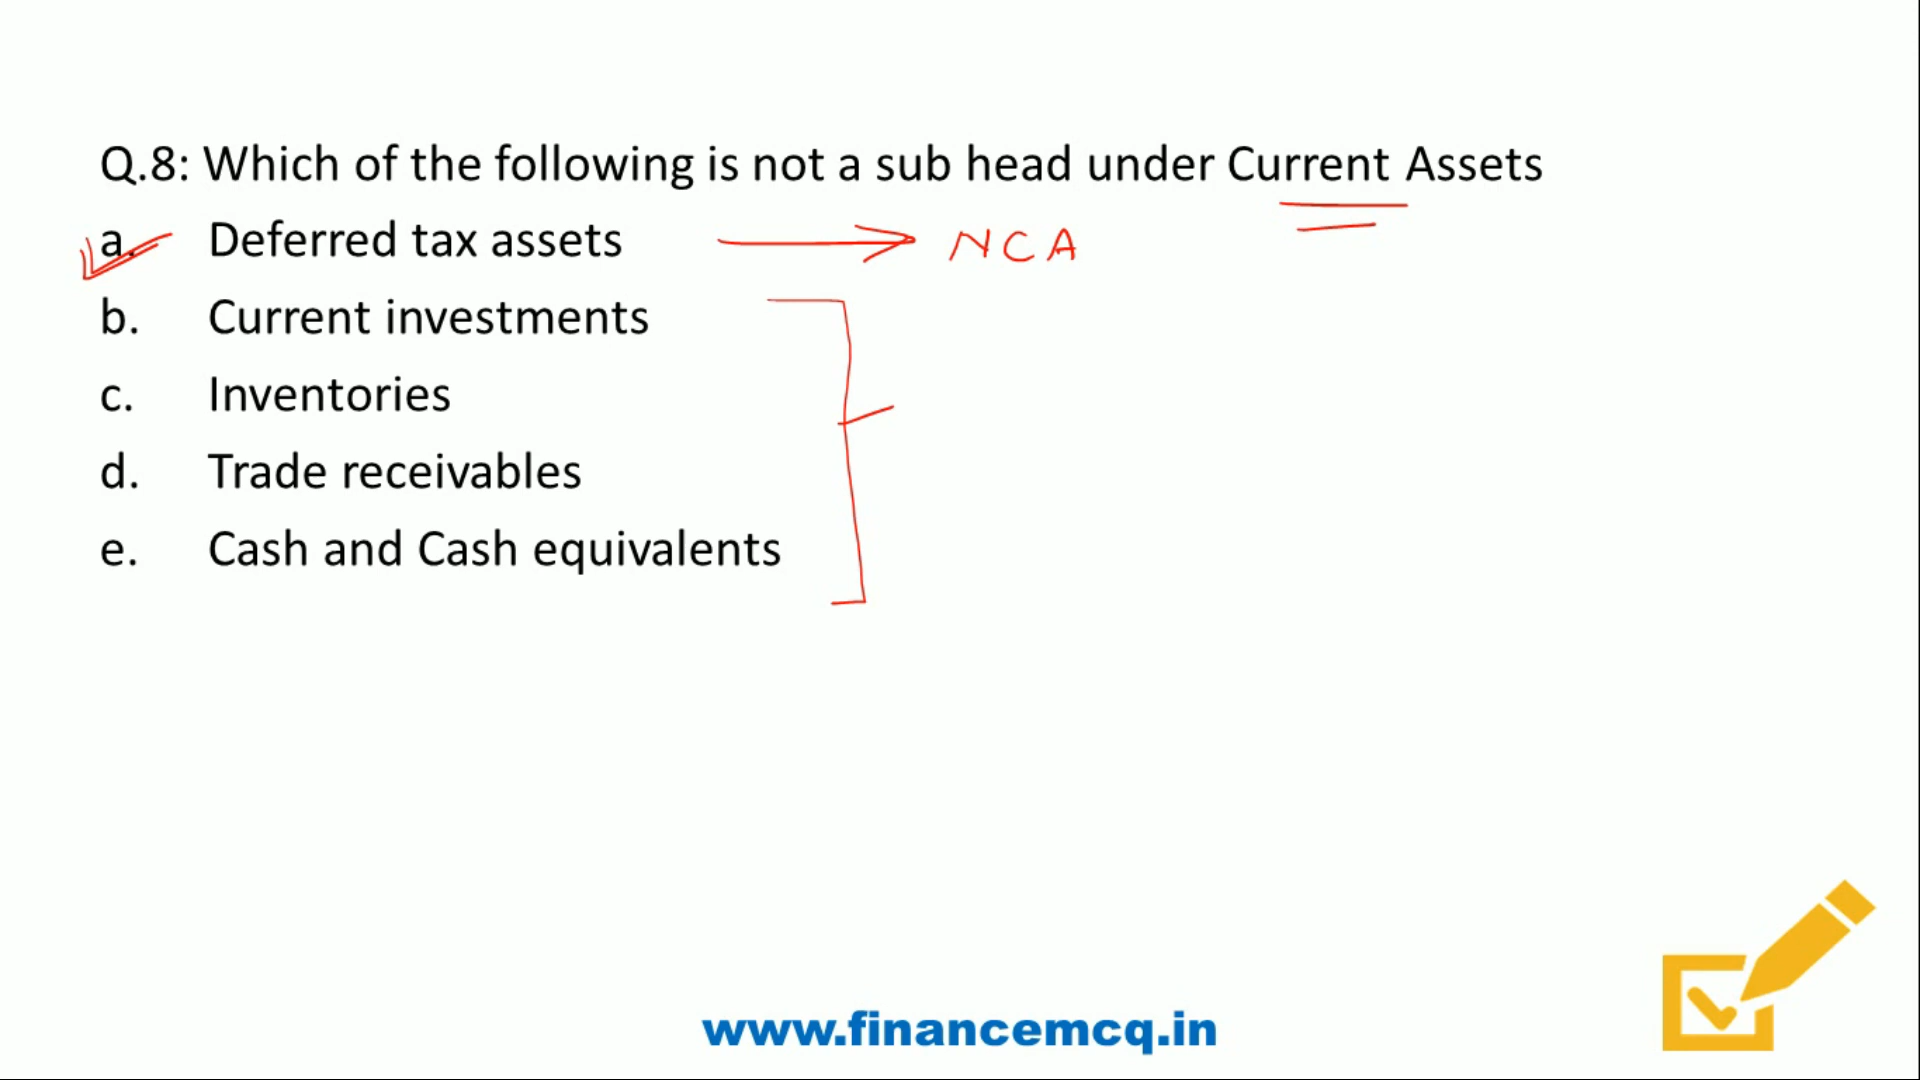 Q.8: Which of the following is not a sub head under Current Assets
a. Deferred tax assets NCA
b. Current investments
c. Inventories
d. Trade receivables
e. Cash and Cash equivalents
www.financemcq.in